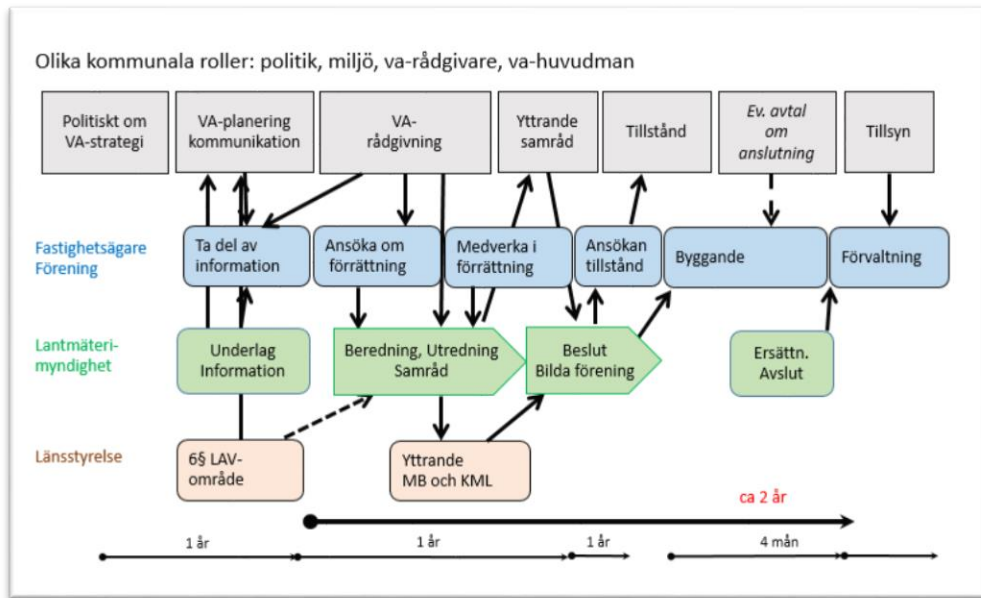 Olika kommunala roller: politik, miljö, va-rådgivare, va-huvudman
Politiskt om
VA-strategi
VA-planering
kommunikation
VA-
rådgivning
Yttrande
samråd
Tillstånd
Ev. avtal
om
anslutning
Tillsyn
Fastighetsägare
Förening
Ta del av
information
Ansöka om
förrättning
Medverka i
förrättning
Ansökan
tillstånd
Byggande
Förvaltning
Lantmäteri-
myndighet
Underlag
Information
Beredning, Utredning
Samråd
Beslut
Bilda förening
Ersättn.
Avslut
Länsstyrelse
6§ LAV-
område
Yttrande
MB och KML
ca 2 år
1 år
1 år
1 år
4 mån